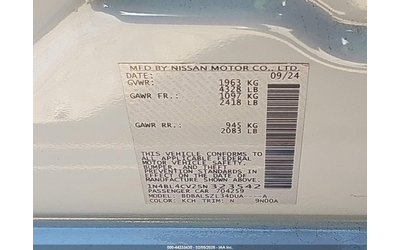 MFD BY NISSAN MOTOR CO., LTD.
DATE: 09/24
GVWR: 1963 KG
4328 LB
GAWR FR.: 1097 KG
2418 LB
GAWR RR.: 945 KG
2083 LB
THIS VEHICLE CONFORMS TO ALL
APPLICABLE FEDERAL MOTOR
VEHICLE SAFETY,
BUMPER, AND THEFT
PREVENTION STANDARDS IN EFFECT
ON THE DATE OF MANUFACTURE
SHOWN ABOVE.
1N4BL4CV2SN323542
PASSENGER CAR 704259
MODEL: A
COLOR: KCH TRIM: N 9N00A